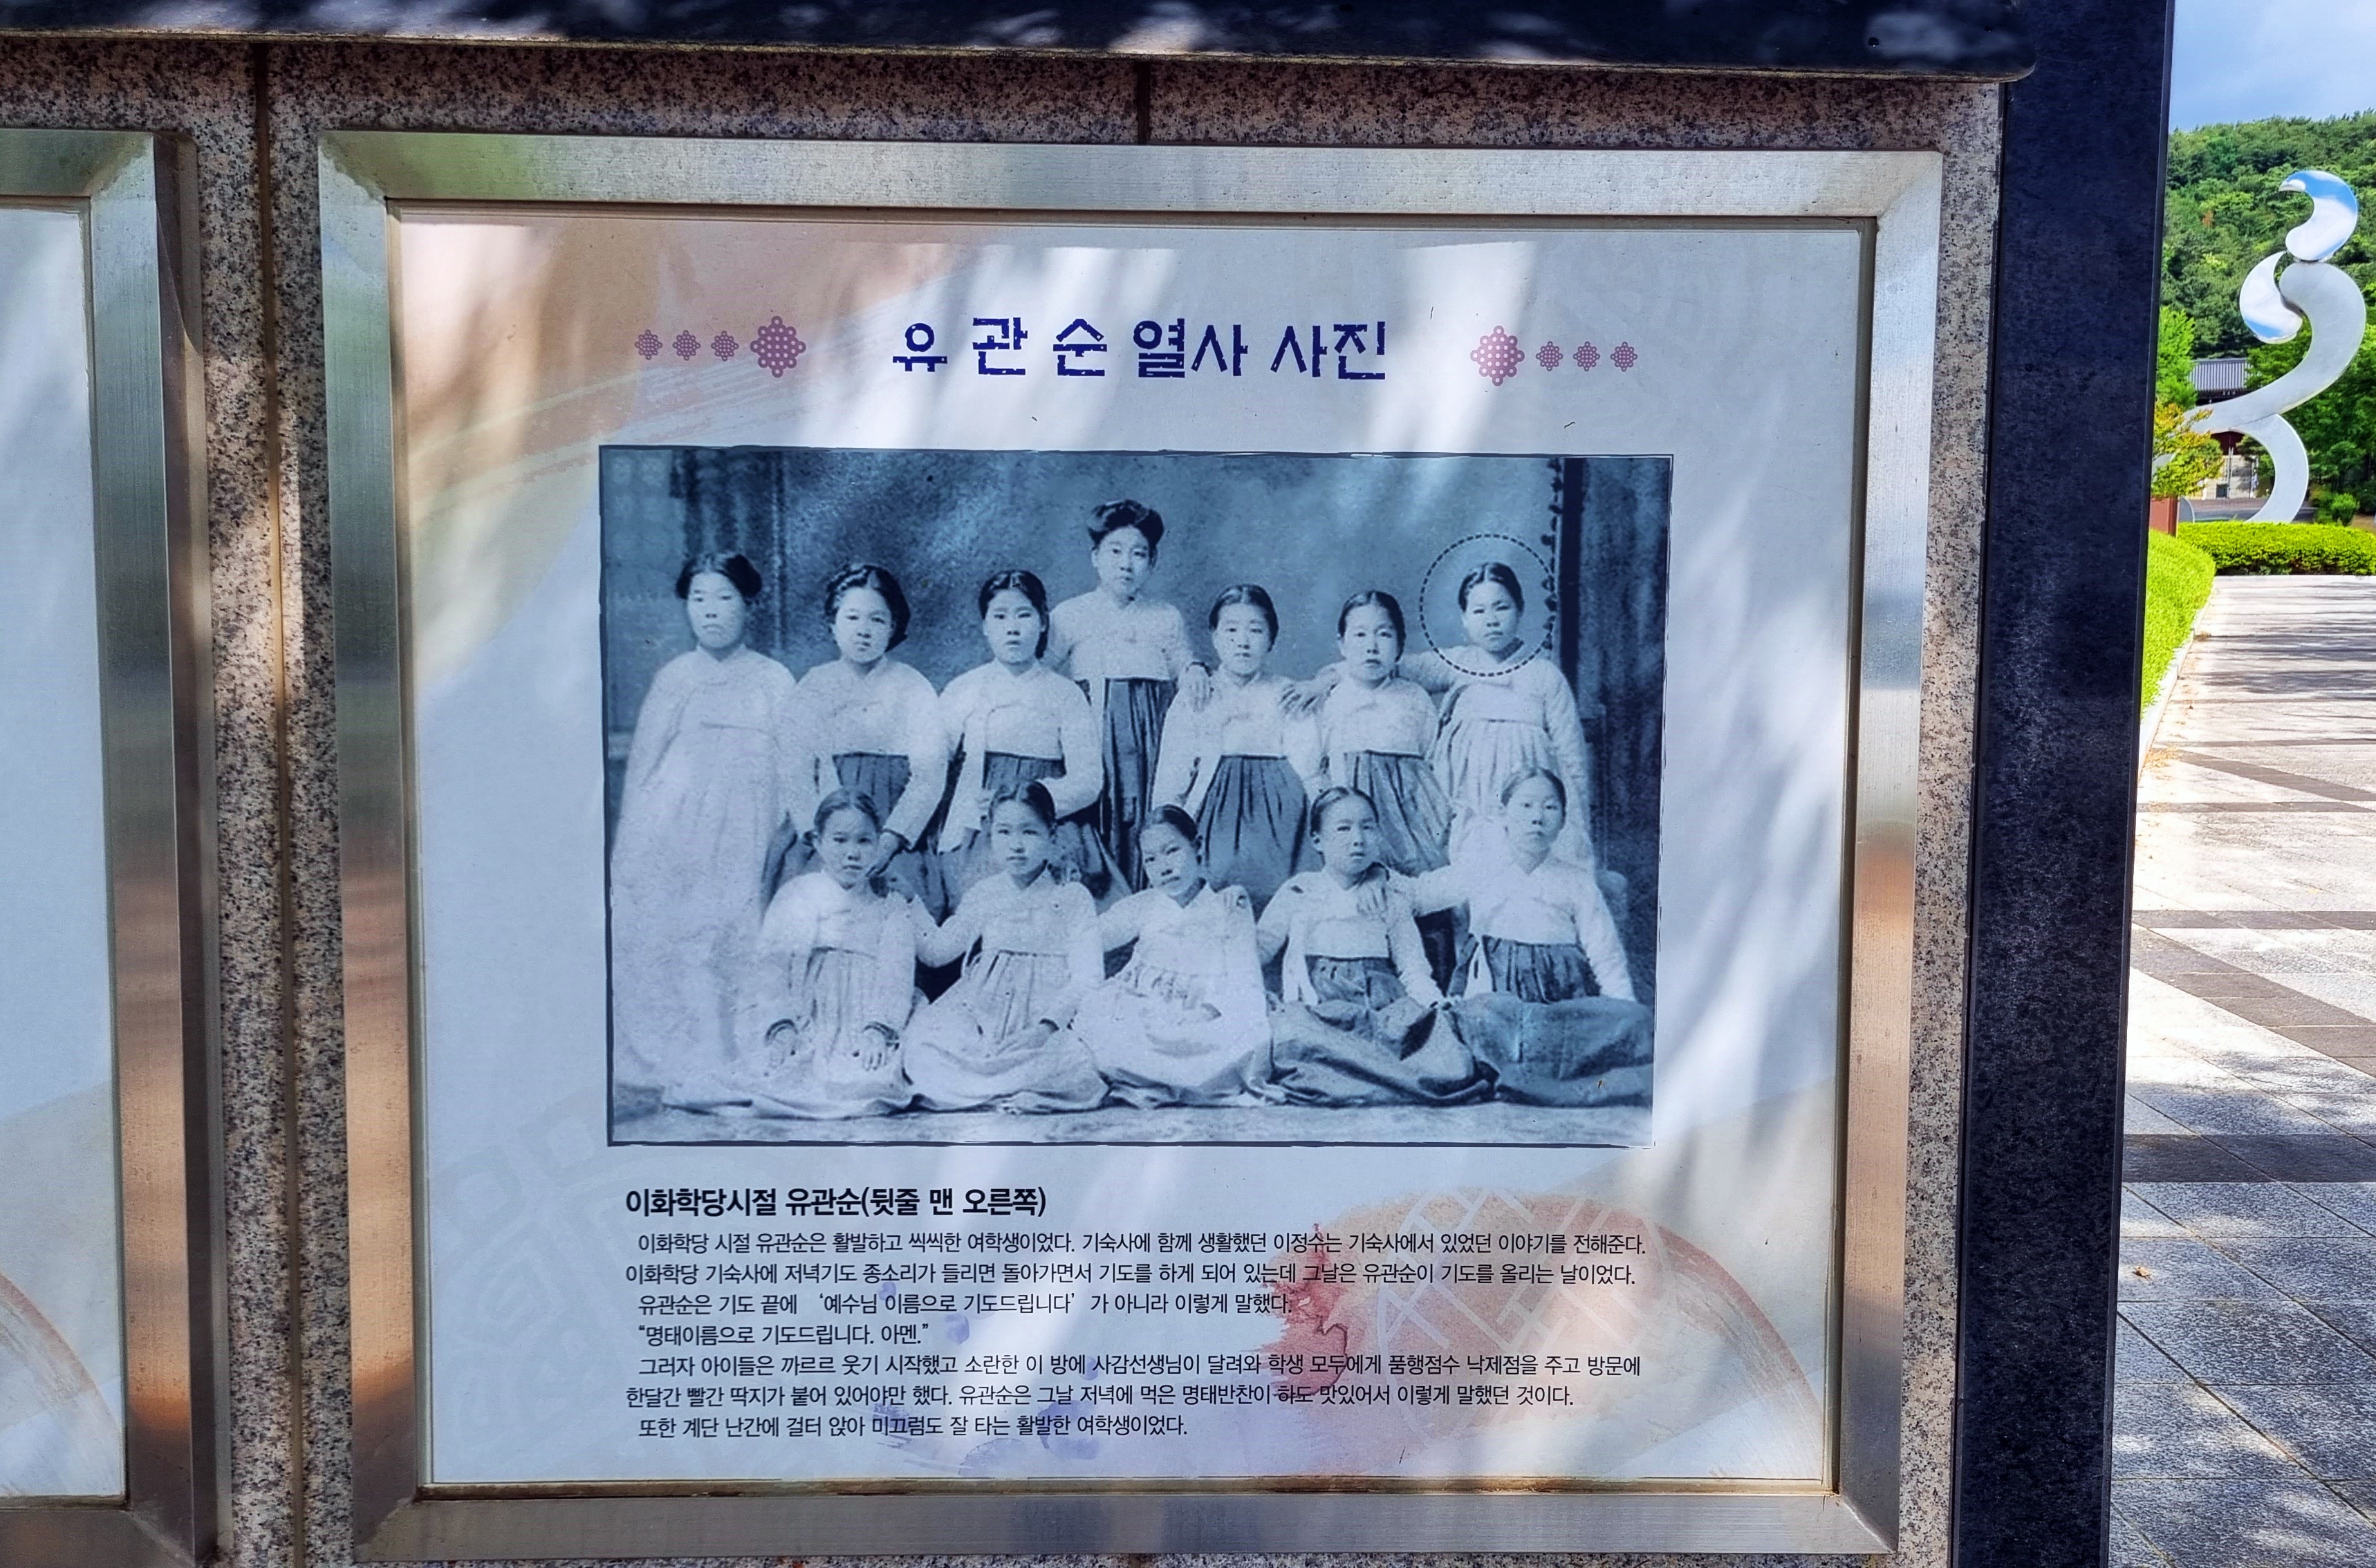 유관순열사 사진
이화학당시절 유관순(뒷줄 맨 오른쪽)
이화학당 시절 유관순은 활발하고 씩씩한 여학생이었다. 기숙사에 함께 생활했던 이정수는 기숙사에서 있었던 이야기를 전해준다.
이화학당 기숙사에 저녁기도 종소리가 들리면 돌아가면서 기도를 하게 되어 있는데 그날은 유관순이 기도를 올리는 날이었다.
유관순은 기도 끝에 ‘예수님 이름으로 기도드립니다’가 아니라 이렇게 말했다.
“명태이름으로 기도드립니다. 아멘.”
그러자 아이들은 까르르 웃기 시작했고 소란한 이 방에 사감선생님이 달려와 학생 모두에게 품행점수 낙제점을 주고 방문에
한달간 빨간 딱지가 붙어 있어야만 했다. 유관순은 그날 저녁에 먹은 명태반찬이 하도 맛있어서 이렇게 말했던 것이다.
또한 계단 난간에 걸터 앉아 미끄럼도 잘 타는 활발한 여학생이었다.